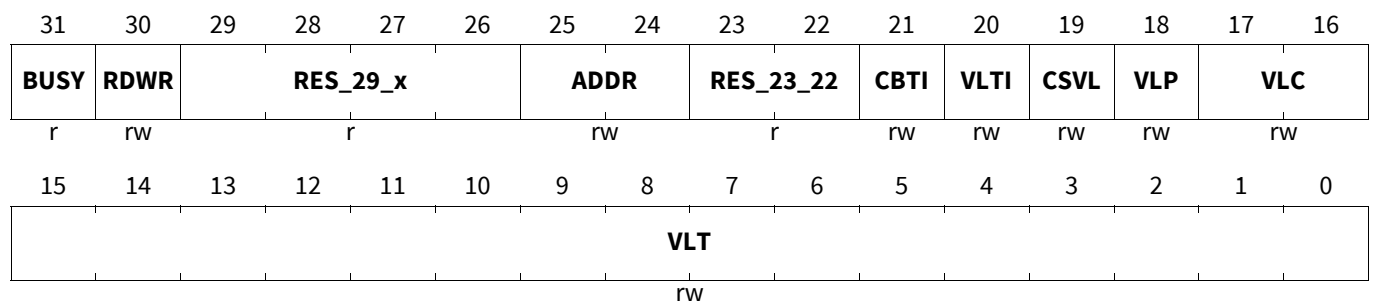 31 30 29 28 27 26 25 24 23 22 21 20 19 18 17 16
BUSY RDWR RES_29_x ADDR RES_23_22 CBTI VLTI CSVL VLP VLC
r rw r rw r rw rw rw rw rw
15 14 13 12 11 10 9 8 7 6 5 4 3 2 1 0
VLT
rw